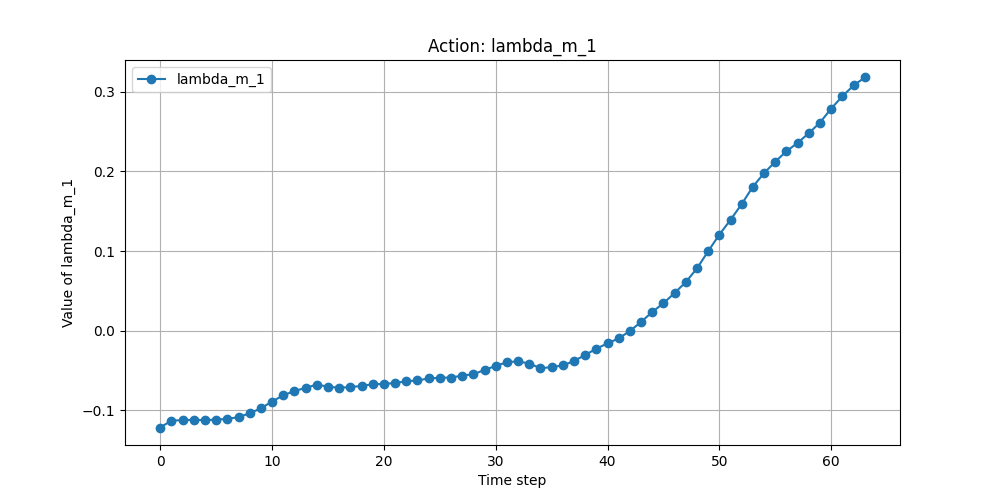 Action: lambda_m_1
lambda_m_1
Value of lambda_m_1
0.3
0.2
0.1
0.0
−0.1
0 10 20 30 40 50 60
Time step